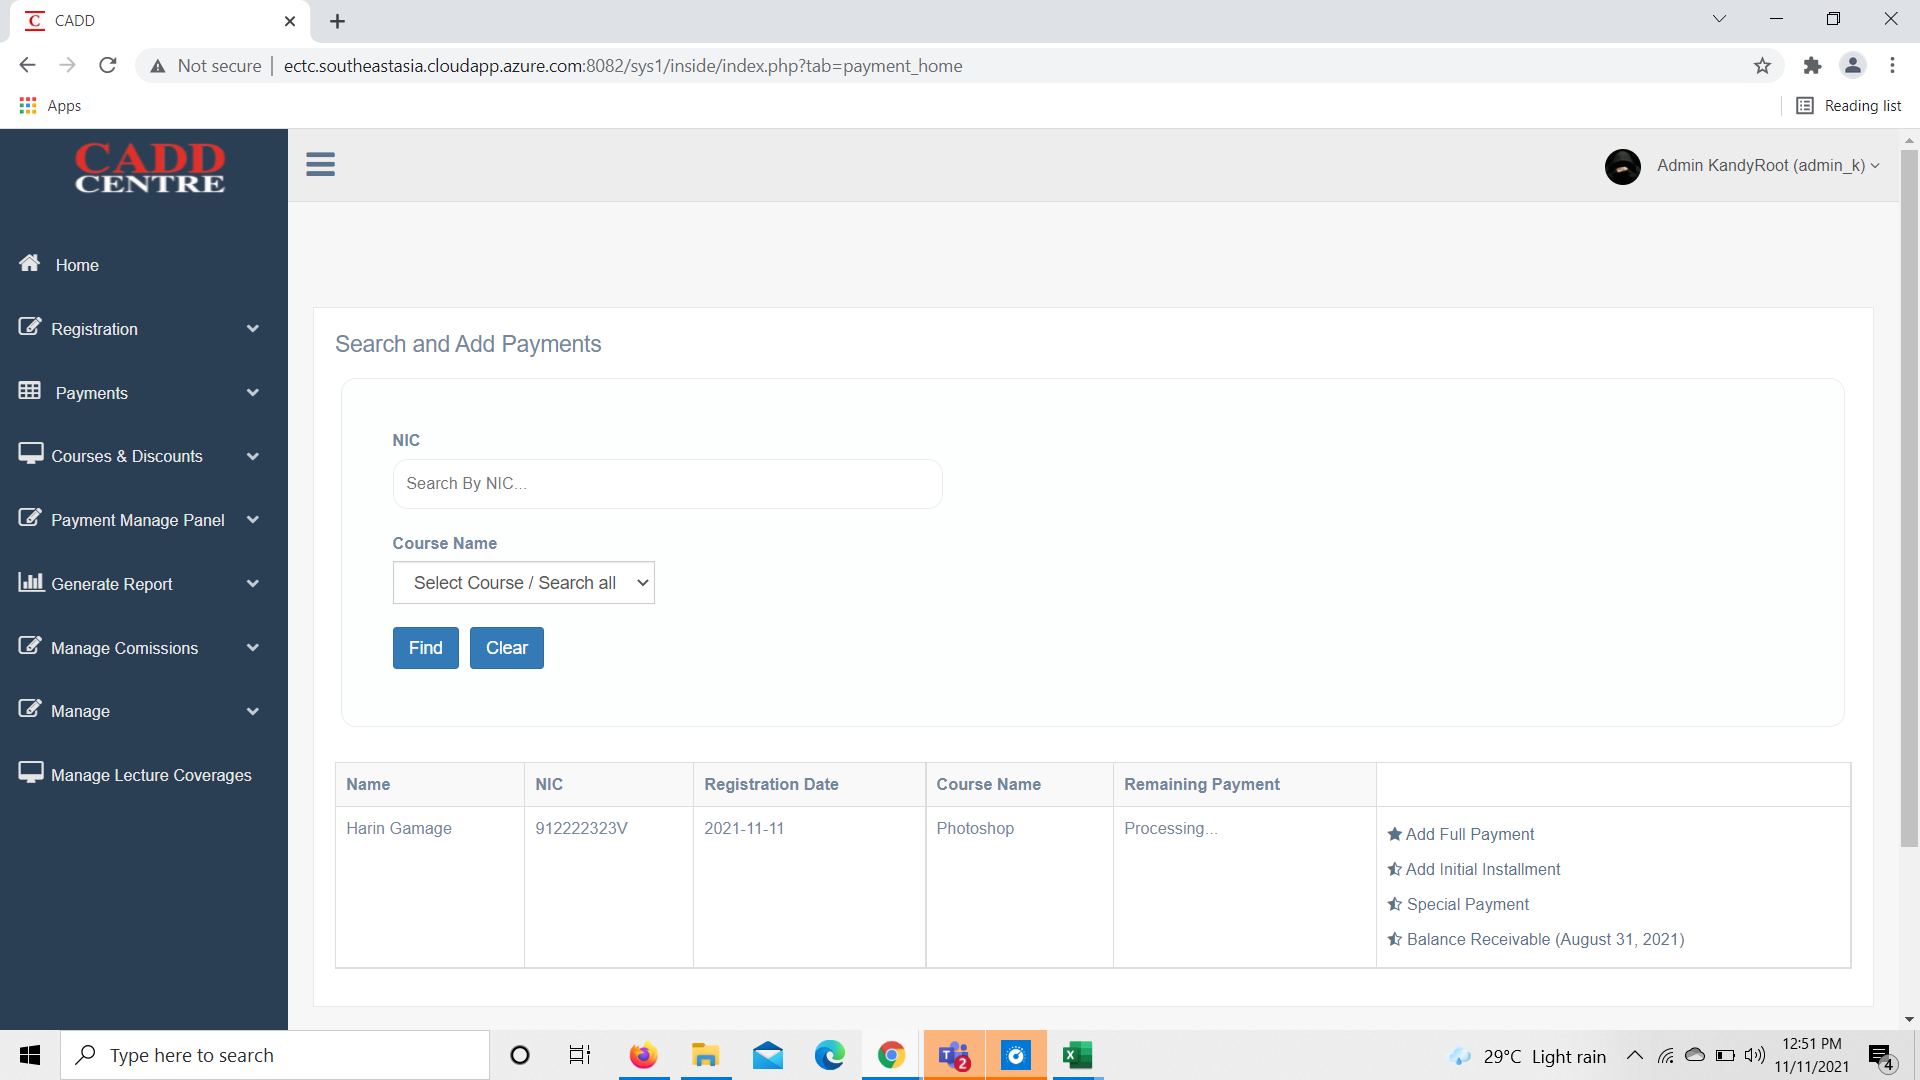 CADD
Not secure
ectc.southeastasia.cloudapp.azure.com:8082/sys1/inside/index.php?tab=payment_home
Apps
Reading list
CADD
CENTRE
Admin KandyRoot (admin_k)
Home
Registration
Payments
Courses & Discounts
Payment Manage Panel
Generate Report
Manage Comissions
Manage
Manage Lecture Coverages
Search and Add Payments
NIC
Search By NIC...
Course Name
Select Course / Search all
Find Clear
Name NIC Registration Date Course Name Remaining Payment
Harin Gamage 912222323V 2021-11-11 Photoshop Processing...
Add Full Payment
Add Initial Installment
Special Payment
Balance Receivable (August 31, 2021)
Type here to search
2
29°C Light rain
12:51 PM
11/11/2021
4